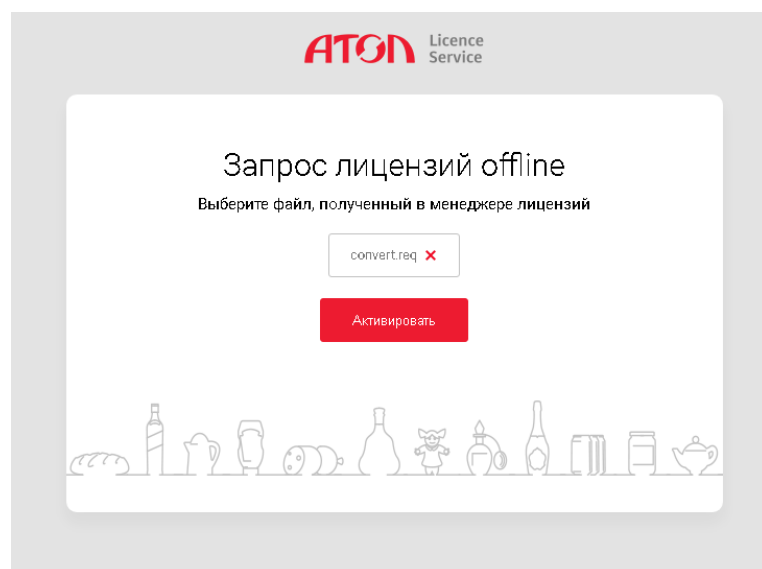 АТОЛ Licence
Service
Запрос лицензий offline
Выберите файл, полученный в менеджере лицензий
convert.req
Активировать